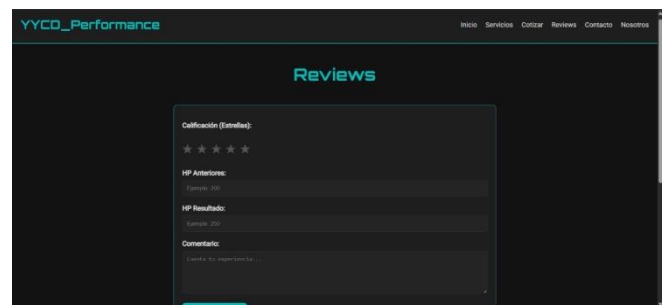 YYCD_Performance
Inicio Servicios Cotizar Reviews Contacto Nosotros
Reviews
Calificación (Estrellas):
HP Anteriores:
Ejemplo 300
HP Resultado:
Ejemplo 250
Comentario:
Cuenta tu experiencia...